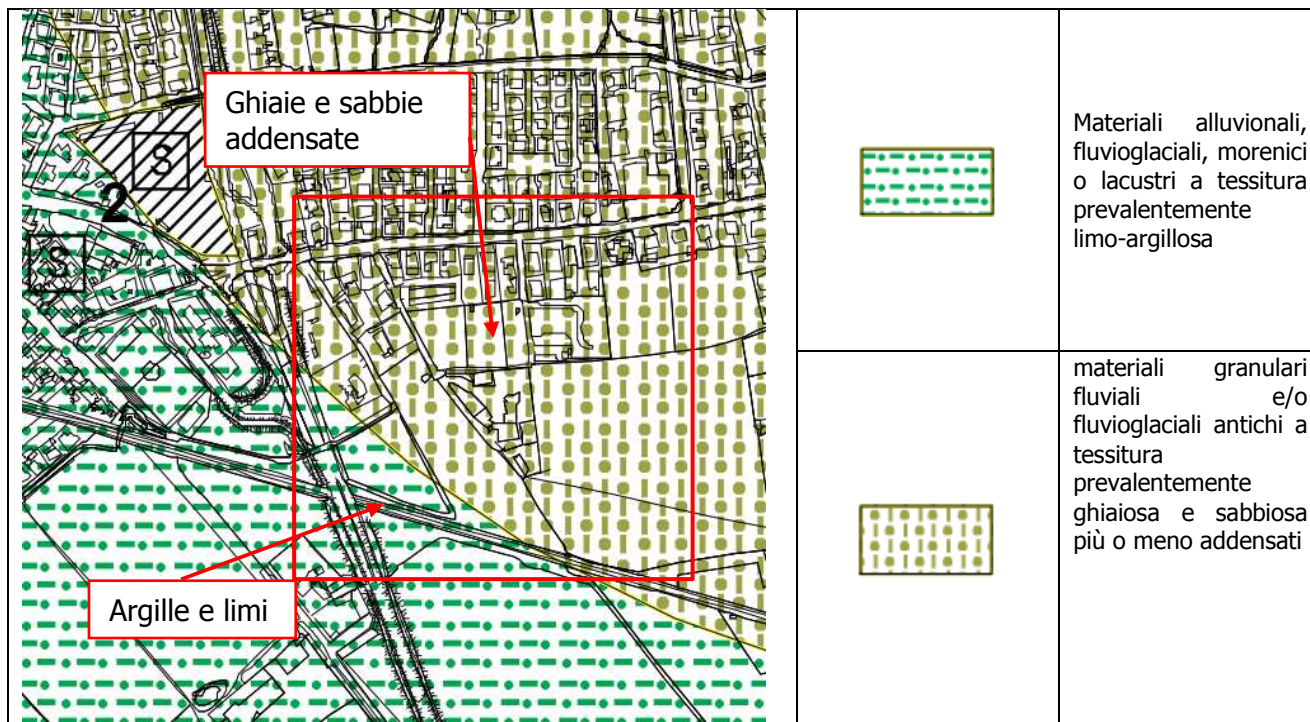 Ghiaie e sabbie
addensate
S
2
S
Argille e limi
Materiali alluvionali,
fluvioglaciali, morenici
o lacustri a tessitura
prevalentemente
limo-argillosa
materiali granulari
fluviali e/o
fluvioglaciali antichi a
tessitura
prevalentemente
ghiaiosa e sabbiosa
più o meno addensati